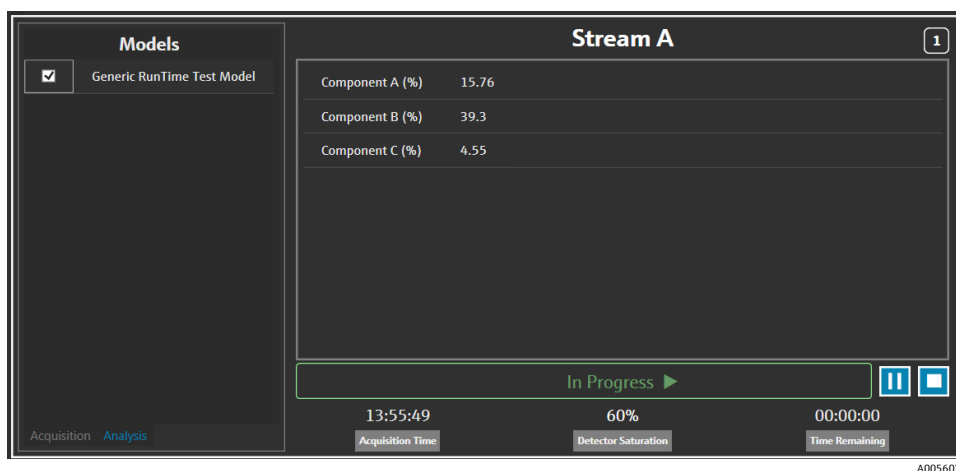 Models
Generic RunTime Test Model
Acquisition Analysis
Stream A
1
Component A (%) 15.76
Component B (%) 39.3
Component C (%) 4.55
In Progress
13:55:49 60% 00:00:00
Acquisition Time Detector Saturation Time Remaining